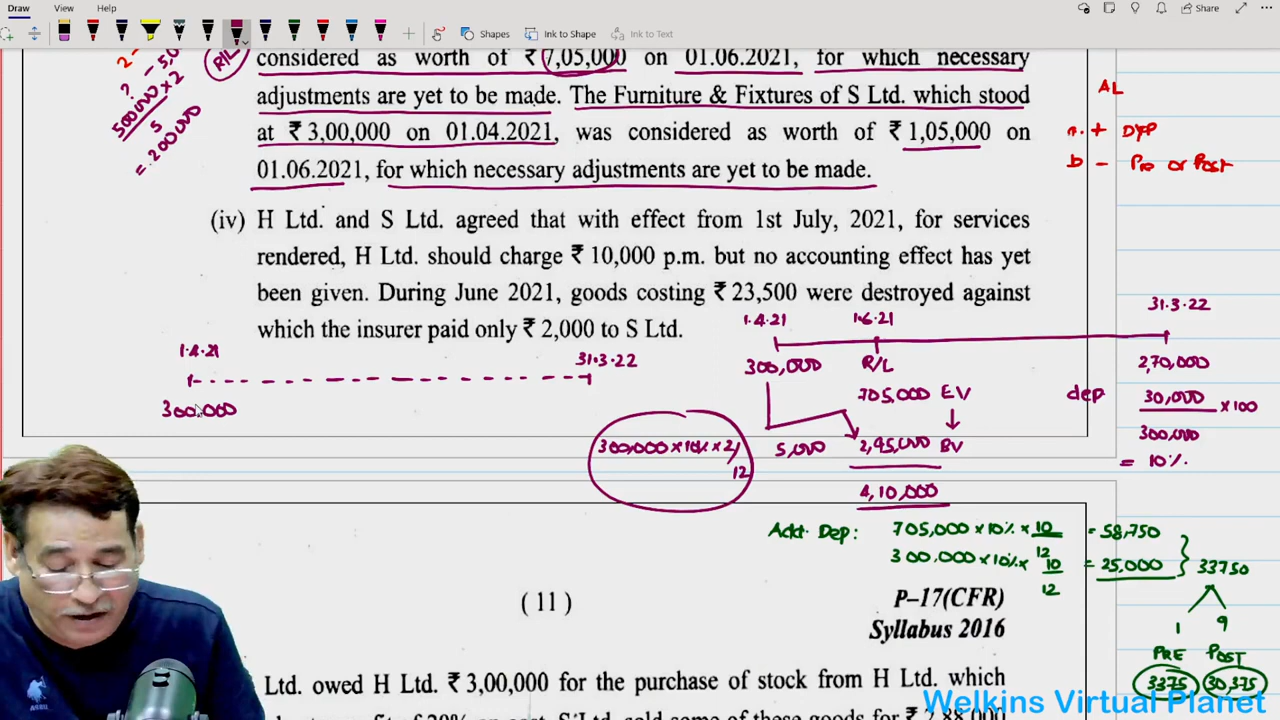 Draw View Help
Share
Shapes Ink to Shape Ink to Text
considered as worth of ₹ 7,05,000 on 01.06.2021, for which necessary
adjustments are yet to be made. The Furniture & Fixtures of S Ltd. which stood
at ₹ 3,00,000 on 01.04.2021, was considered as worth of ₹ 1,05,000 on
01.06.2021, for which necessary adjustments are yet to be made.
R/L
500000 × 2
5
= 200000
AL
a. + DYP
b - Pre or Post
(iv) H Ltd. and S Ltd. agreed that with effect from 1st July, 2021, for services
rendered, H Ltd. should charge ₹ 10,000 p.m. but no accounting effect has yet
been given. During June 2021, goods costing ₹ 23,500 were destroyed against
which the insurer paid only ₹ 2,000 to S Ltd.
1.4.21 31.3.22
300,000
1.4.21 1.6.21 31.3.22
300,000 R/L 270,000
705,000 EV
dep 30,000 × 100
300,000
= 10%
300,000×10%×2/12
5,000 2,95,000 BV
4,10,000
Addt. Dep: 705,000×10%×10/12 = 58,750
300,000×10%×10/12 = 25,000
33750
1 9
PRE POST
3375 30,375
( 11 ) P–17(CFR)
Syllabus 2016
Ltd. owed H Ltd. ₹ 3,00,000 for the purchase of stock from H Ltd. which
Welkins Virtual Planet